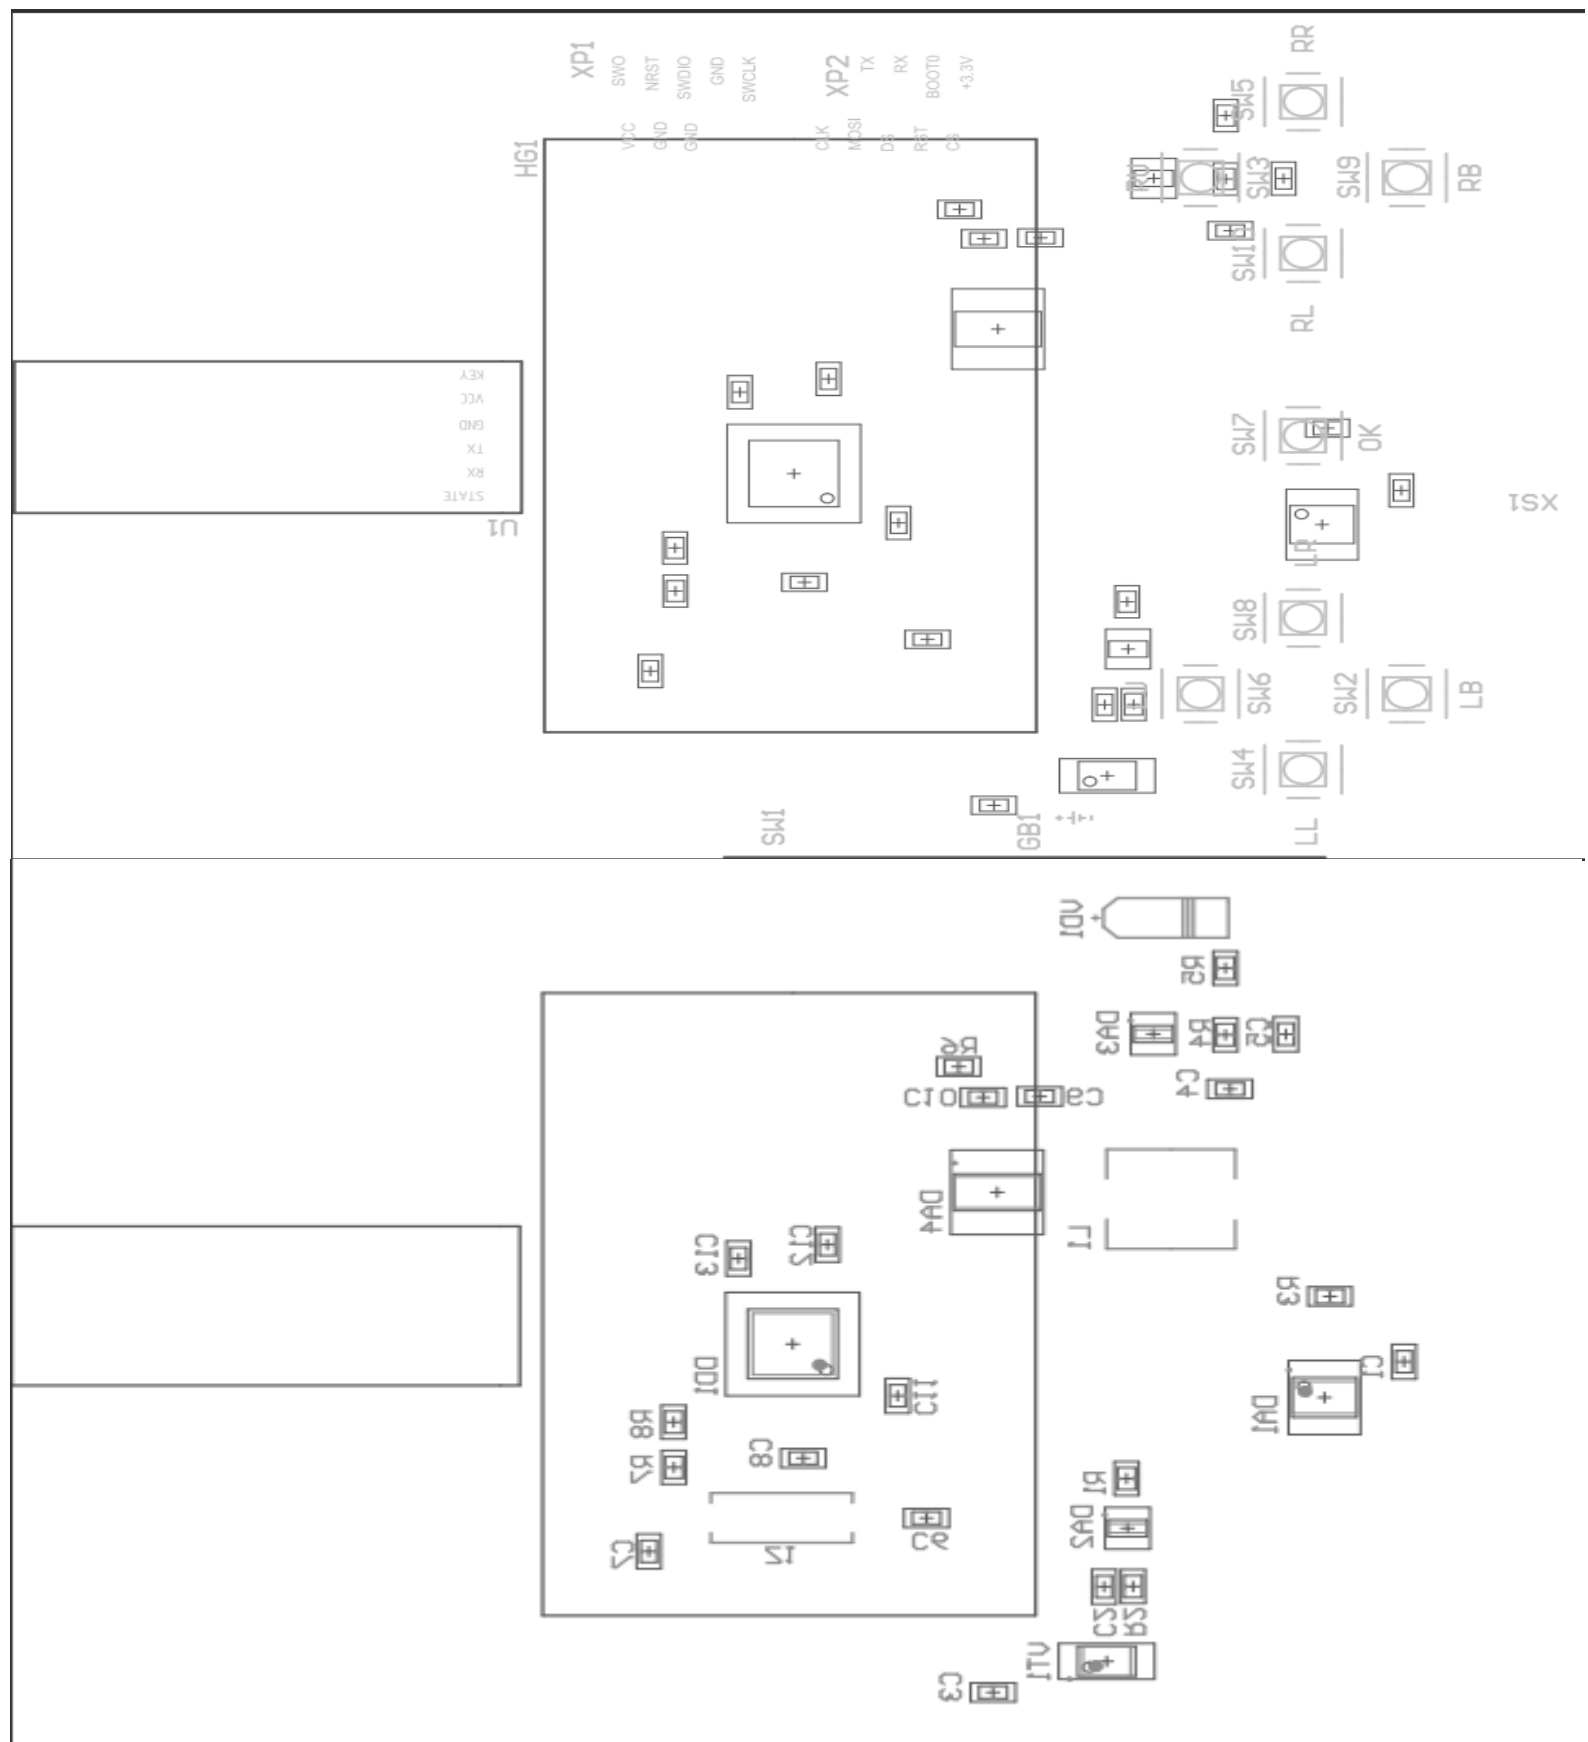 RR
XP1
SWO
NRST
SWDIO
GND
SWCLK
XP2
TX
RX
BOOT0
+3.3V
SW5
HG1
VCC
GND
GND
CLK
MOSI
DS
RST
CS
RU
SW3
SW9
RB
RL
KEY
VCC
GND
TX
RX
STATE
U1
SW7
OK
XS1
LR
SW8
SW6
SW2
LB
SW4
SW1
GB1
LL
VD1
R5
DA3
R4
C5
R6
C4
C10
C9
DA4
L1
C13
C12
R3
C1
DD1
C11
DA1
R8
R7
C8
R1
DA2
C7
Z1
C6
C2
R2
VT1
C3